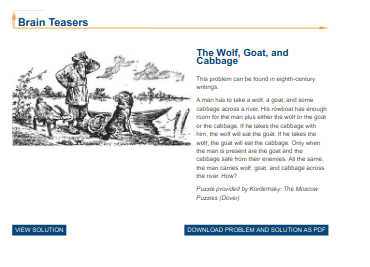 Brain Teasers
The Wolf, Goat, and
Cabbage
This problem can be found in eighth-century
writings.
A man has to take a wolf, a goat, and some
cabbage across a river. His rowboat has enough
room for the man plus either the wolf or the goat
or the cabbage. If he takes the cabbage with
him, the wolf will eat the goat. If he takes the
wolf, the goat will eat the cabbage. Only when
the man is present are the goat and the
cabbage safe from their enemies. All the same,
the man carries wolf, goat, and cabbage across
the river. How?
Puzzle provided by Kordemsky: The Moscow
Puzzles (Dover)
VIEW SOLUTION
DOWNLOAD PROBLEM AND SOLUTION AS PDF